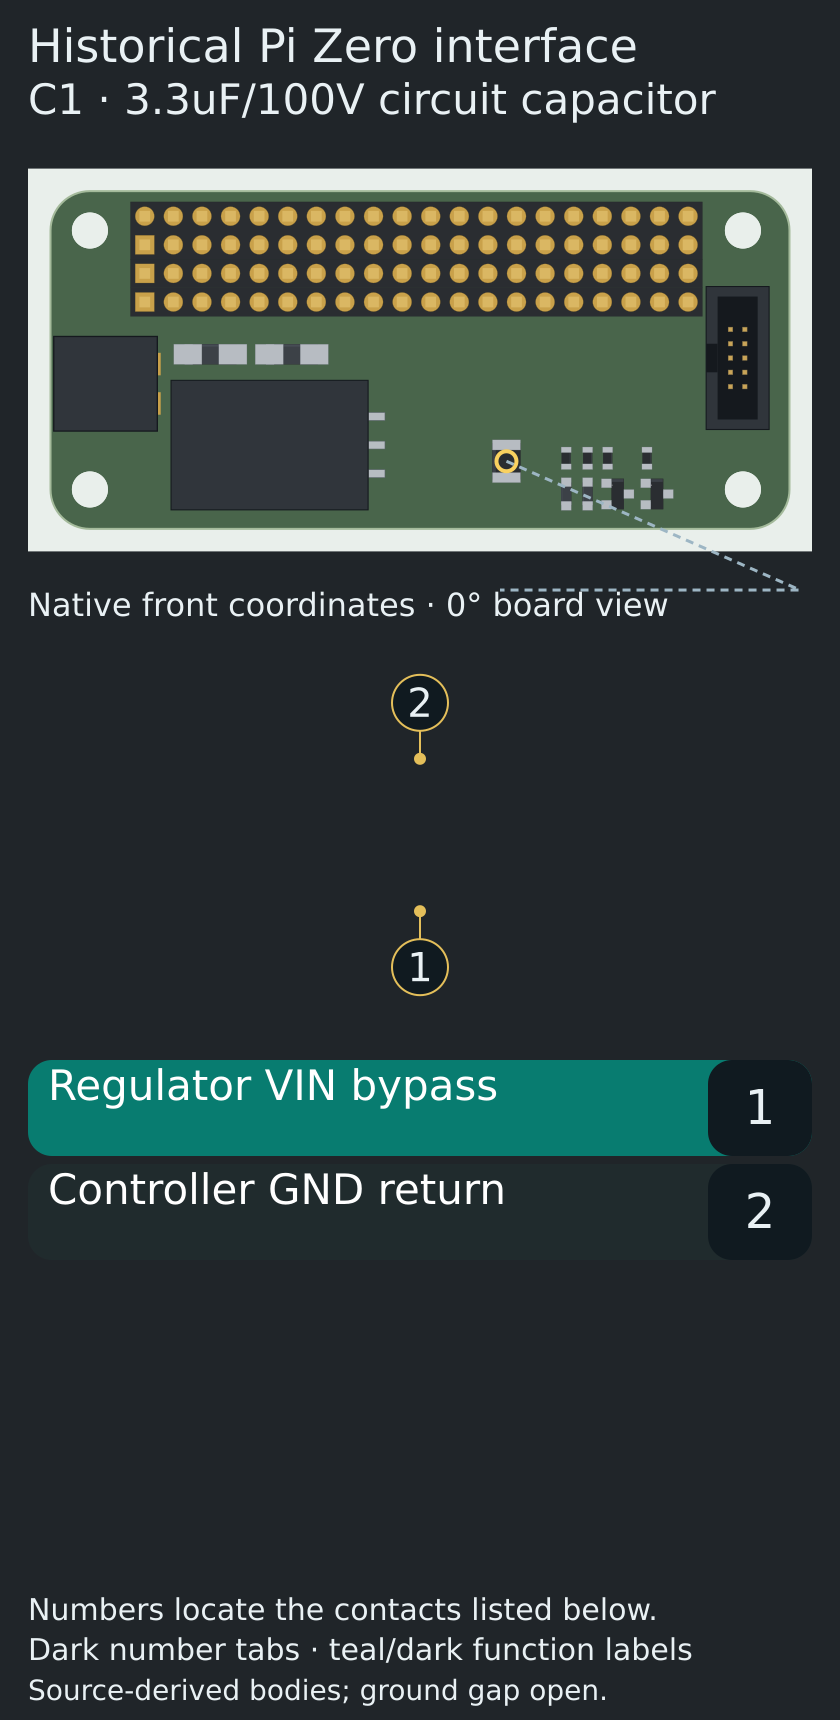 Historical Pi Zero interface
C1 · 3.3uF/100V circuit capacitor
Native front coordinates · 0° board view
2
1
Regulator VIN bypass 1
Controller GND return 2
Numbers locate the contacts listed below.
Dark number tabs · teal/dark function labels
Source-derived bodies; ground gap open.